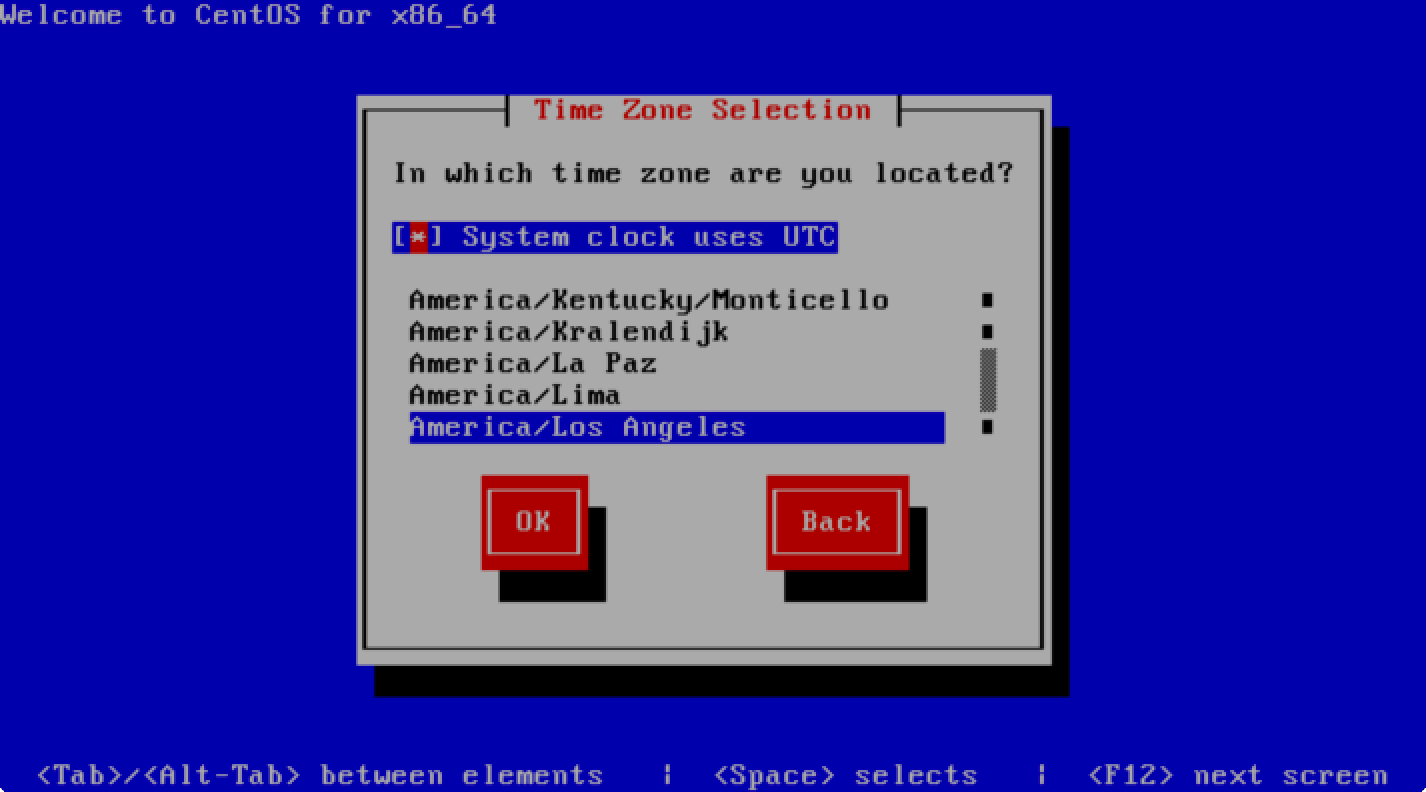 Welcome to CentOS for x86_64
Time Zone Selection
In which time zone are you located?
[*] System clock uses UTC
America/Kentucky/Monticello
America/Kralendijk
America/La Paz
America/Lima
America/Los Angeles
OK Back
<Tab>/<Alt-Tab> between elements | <Space> selects | <F12> next screen